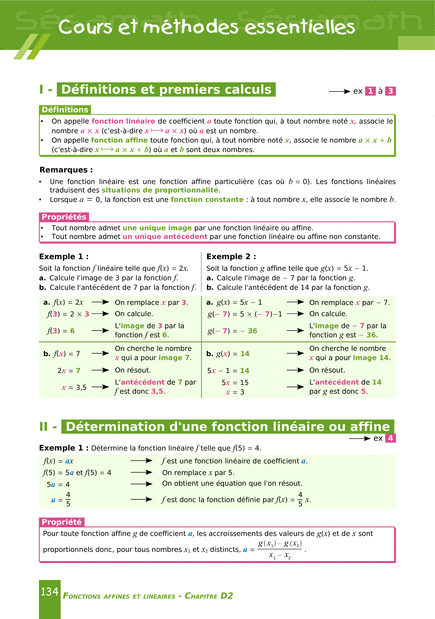 Sésamath Sésamath Sésamath
Cours et méthodes essentielles
I - Définitions et premiers calculs
ex 1 à 3
Définitions
• On appelle fonction linéaire de coefficient a toute fonction qui, à tout nombre noté x, associe le
nombre a × x (c'est-à-dire x ⟼ a × x) où a est un nombre.
• On appelle fonction affine toute fonction qui, à tout nombre noté x, associe le nombre a × x + b
(c'est-à-dire x ⟼ a × x + b) où a et b sont deux nombres.
Remarques :
• Une fonction linéaire est une fonction affine particulière (cas où b = 0). Les fonctions linéaires
traduisent des situations de proportionnalité.
• Lorsque a = 0, la fonction est une fonction constante : à tout nombre x, elle associe le nombre b.
Propriétés
• Tout nombre admet une unique image par une fonction linéaire ou affine.
• Tout nombre admet un unique antécédent par une fonction linéaire ou affine non constante.
Exemple 1 :
Soit la fonction f linéaire telle que f(x) = 2x.
a. Calcule l'image de 3 par la fonction f.
b. Calcule l'antécédent de 7 par la fonction f.
a. f(x) = 2x → On remplace x par 3.
f(3) = 2 × 3 → On calcule.
f(3) = 6 → L'image de 3 par la
fonction f est 6.
b. f(x) = 7 → On cherche le nombre
x qui a pour image 7.
2x = 7 → On résout.
x = 3,5 → L'antécédent de 7 par
f est donc 3,5.
Exemple 2 :
Soit la fonction g affine telle que g(x) = 5x − 1.
a. Calcule l'image de − 7 par la fonction g.
b. Calcule l'antécédent de 14 par la fonction g.
a. g(x) = 5x − 1 → On remplace x par − 7.
g(− 7) = 5 × (− 7)−1 → On calcule.
g(− 7) = − 36 → L'image de − 7 par la
fonction g est − 36.
b. g(x) = 14 → On cherche le nombre
x qui a pour image 14.
5x − 1 = 14 → On résout.
5x = 15
x = 3 → L'antécédent de 14
par g est donc 5.
II - Détermination d'une fonction linéaire ou affine
ex 4
Exemple 1 : Détermine la fonction linéaire f telle que f(5) = 4.
f(x) = ax → f est une fonction linéaire de coefficient a.
f(5) = 5a et f(5) = 4 → On remplace x par 5.
5a = 4 → On obtient une équation que l'on résout.
a = 4/5 → f est donc la fonction définie par f(x) = 4/5 x.
Propriété
Pour toute fonction affine g de coefficient a, les accroissements des valeurs de g(x) et de x sont
proportionnels donc, pour tous nombres x₁ et x₂ distincts, a = (g(x₁) − g(x₂))/(x₁ − x₂) .
134 FONCTIONS AFFINES ET LINÉAIRES - CHAPITRE D2